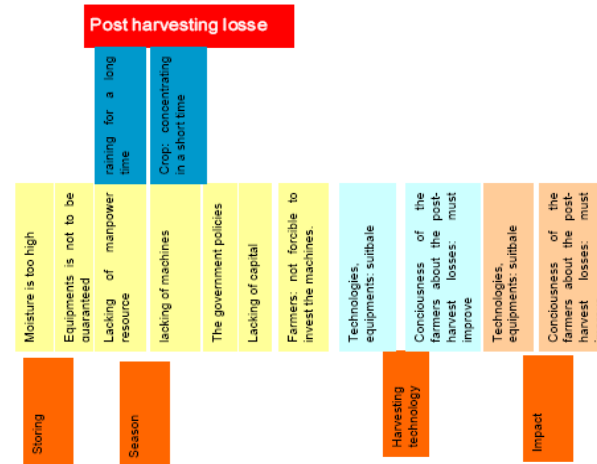 Post harvesting losse
raining for a long
time
Crop: concentrating
in a short time
Moisture is too high
Equipments is not to be
quaranteed
Lacking of manpower
resource
lacking of machines
The government policies
Lacking of capital
Farmers: not forcible to
invest the machines.
Technologies,
equipments: suitbale
Conciousness of the
farmers about the post-
harvest losses: must
improve
Technologies,
equipments: suitbale
Conciousness of the
farmers about the post-
harvest losses: must
Storing
Season
Harvesting
technology
Impact